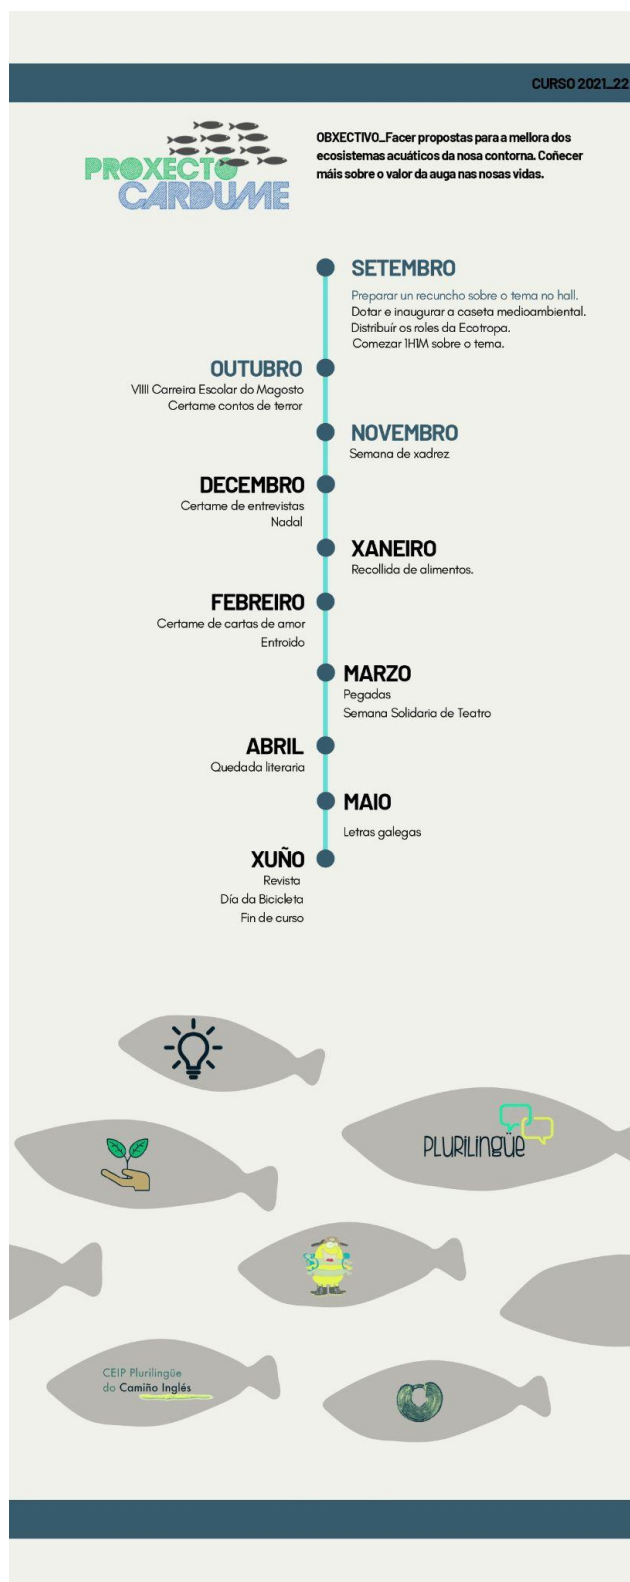 CURSO 2021_22
PROXECTO
CARDUME
OBXECTIVO_Facer propostas para a mellora dos
ecosistemas acuáticos da nosa contorna. Coñecer
máis sobre o valor da auga nas nosas vidas.
SETEMBRO
Preparar un recuncho sobre o tema no hall.
Dotar e inaugurar a caseta medioambiental.
Distribuír os roles da Ecotropa.
Comezar 1H1M sobre o tema.
OUTUBRO
VIIII Carreira Escolar do Magosto
Certame contos de terror
NOVEMBRO
Semana de xadrez
DECEMBRO
Certame de entrevistas
Nadal
XANEIRO
Recollida de alimentos.
FEBREIRO
Certame de cartas de amor
Entroido
MARZO
Pegadas
Semana Solidaria de Teatro
ABRIL
Quedada literaria
MAIO
Letras galegas
XUÑO
Revista
Día da Bicicleta
Fin de curso
PLURILINGÜE
CEIP Plurilingüe
do Camiño Inglés